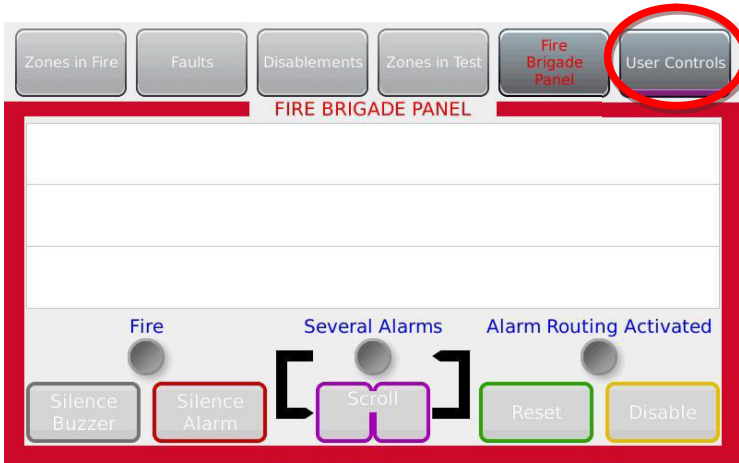 Zones in Fire
Faults
Disablements
Zones in Test
Fire
Brigade
Panel
User Controls
FIRE BRIGADE PANEL
Fire
Several Alarms
Alarm Routing Activated
Silence
Buzzer
Silence
Alarm
Scroll
Reset
Disable